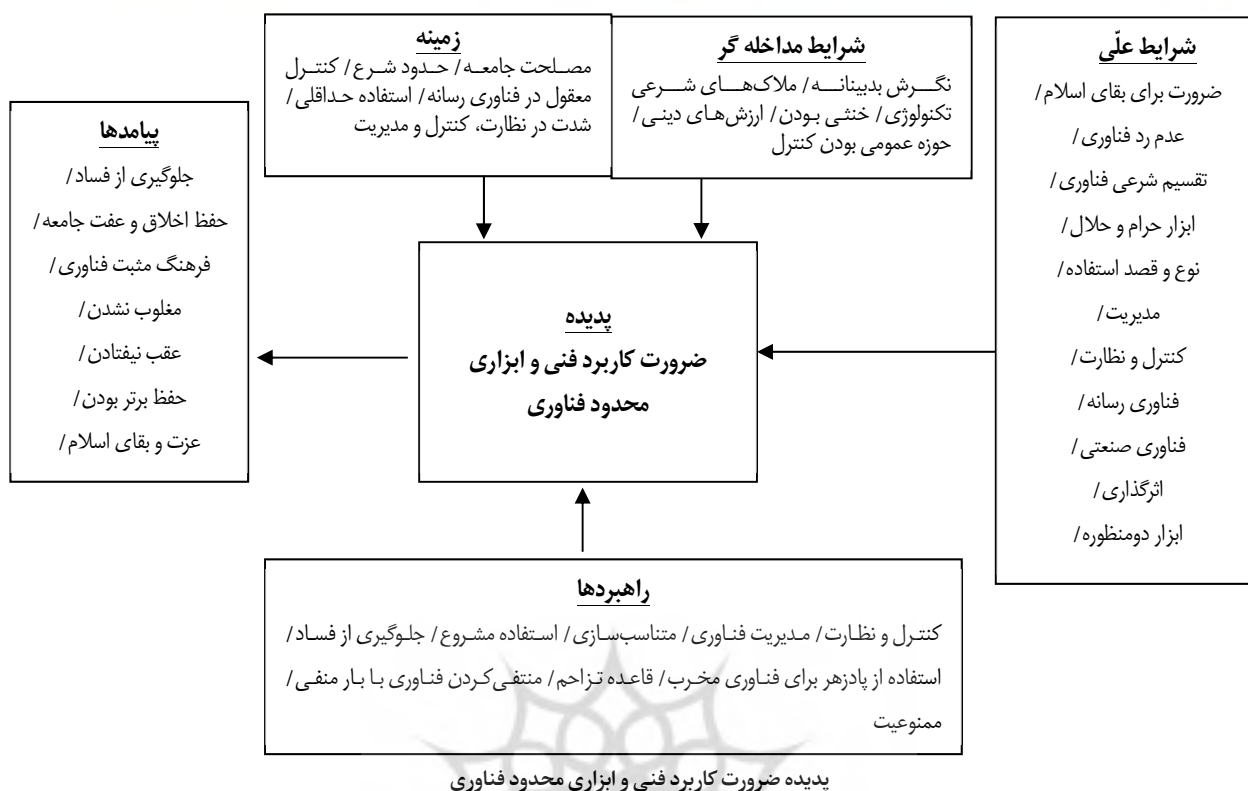 شرایط علّی
ضرورت برای بقای اسلام/
عدم رد فناوری/
تقسیم شرعی فناوری/
ابزار حرام و حلال/
نوع و قصد استفاده/
مدیریت/
کنترل و نظارت/
فناوری رسانه/
فناوری صنعتی/
اثرگذاری/
ابزار دومنظوره/
شرایط مداخله گر
نگرش بدبینانه/ ملاک‌های شرعی
تکنولوژی/ خنثی بودن/ ارزش‌های دینی/
حوزه عمومی بودن کنترل
زمینه
مصلحت جامعه/ حدود شرع/ کنترل
معقول در فناوری رسانه/ استفاده حداقلی/
شدت در نظارت، کنترل و مدیریت
پدیده
ضرورت کاربرد فنی و ابزاری
محدود فناوری
پیامدها
جلوگیری از فساد/
حفظ اخلاق و عفت جامعه/
فرهنگ مثبت فناوری/
مغلوب نشدن/
عقب نیفتادن/
حفظ برتر بودن/
عزت و بقای اسلام/
راهبردها
کنترل و نظارت/ مدیریت فناوری/ متناسب‌سازی/ استفاده مشروع/ جلوگیری از فساد/
استفاده از پادزهر برای فناوری مخرب/ قاعده تزاحم/ منتفی‌کردن فناوری با بار منفی/
ممنوعیت
پدیده ضرورت کاربرد فنی و ابزاری محدود فناوری